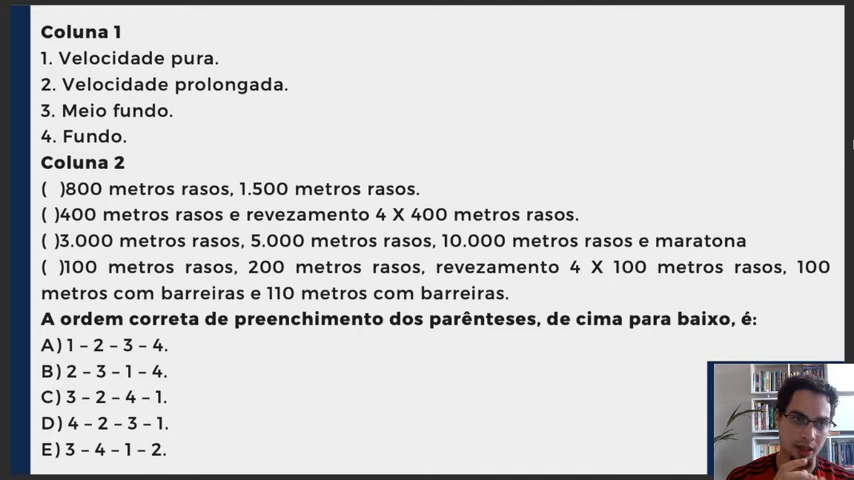 Coluna 1
1. Velocidade pura.
2. Velocidade prolongada.
3. Meio fundo.
4. Fundo.
Coluna 2
( )800 metros rasos, 1.500 metros rasos.
( )400 metros rasos e revezamento 4 X 400 metros rasos.
( )3.000 metros rasos, 5.000 metros rasos, 10.000 metros rasos e maratona
( )100 metros rasos, 200 metros rasos, revezamento 4 X 100 metros rasos, 100
metros com barreiras e 110 metros com barreiras.
A ordem correta de preenchimento dos parênteses, de cima para baixo, é:
A) 1 – 2 – 3 – 4.
B) 2 – 3 – 1 – 4.
C) 3 – 2 – 4 – 1.
D) 4 – 2 – 3 – 1.
E) 3 – 4 – 1 – 2.